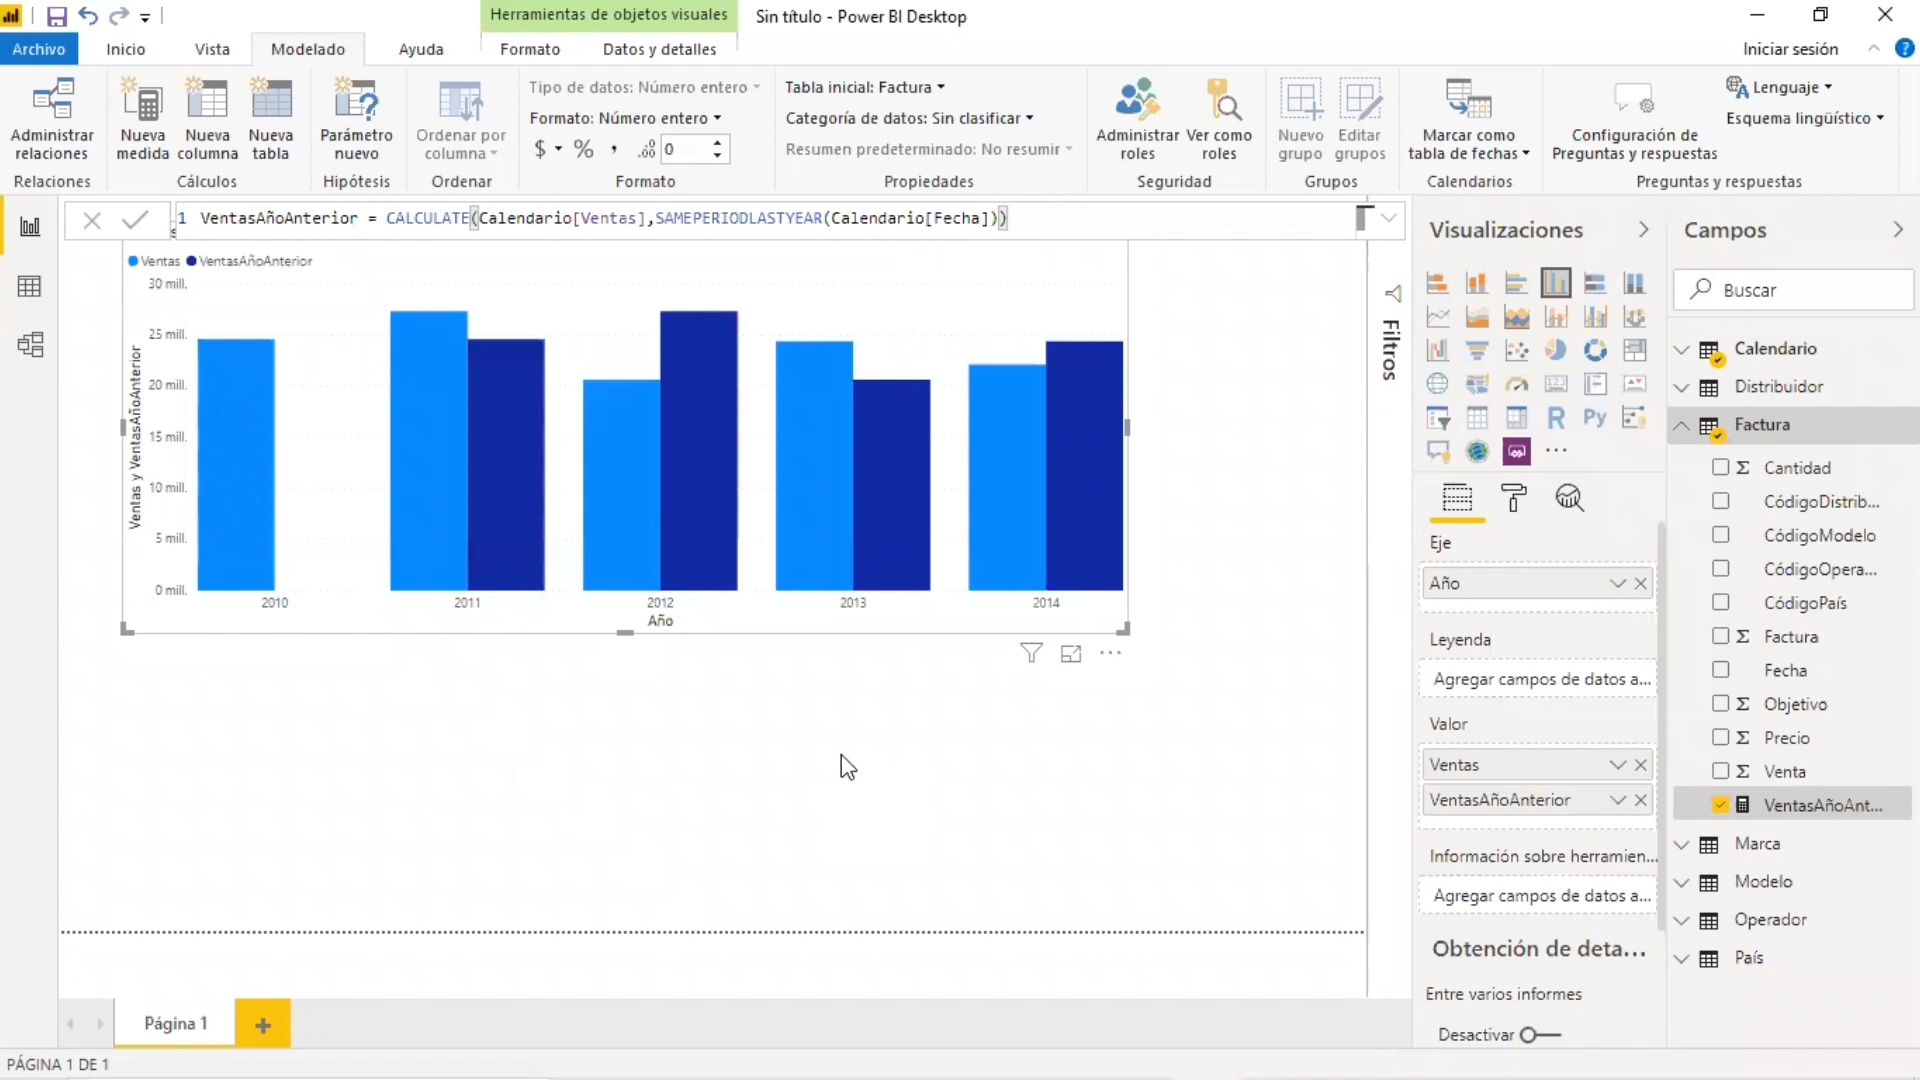 Herramientas de objetos visuales
Sin título - Power BI Desktop
Archivo
Inicio
Vista
Modelado
Ayuda
Formato
Datos y detalles
Iniciar sesión
?
Administrar relaciones
Relaciones
Nueva medida
Nueva columna
Nueva tabla
Cálculos
Parámetro nuevo
Hipótesis
Ordenar por columna
Ordenar
Tipo de datos: Número entero
Formato: Número entero
$ % , .00 0
Formato
Tabla inicial: Factura
Categoría de datos: Sin clasificar
Resumen predeterminado: No resumir
Propiedades
Administrar roles
Ver como roles
Seguridad
Nuevo grupo
Editar grupos
Grupos
Marcar como tabla de fechas
Calendarios
Configuración de Preguntas y respuestas
Lenguaje
Esquema lingüístico
Preguntas y respuestas
1 VentasAñoAnterior = CALCULATE(Calendario[Ventas],SAMEPERIODLASTYEAR(Calendario[Fecha]))
Ventas VentasAñoAnterior
Ventas y VentasAñoAnterior
30 mill.
25 mill.
20 mill.
15 mill.
10 mill.
5 mill.
0 mill.
2010 2011 2012 2013 2014
Año
Filtros
Visualizaciones
R Py
Eje
Año
Leyenda
Agregar campos de datos a...
Valor
Ventas
VentasAñoAnterior
Información sobre herramien...
Agregar campos de datos a...
Obtención de deta...
Entre varios informes
Desactivar
Campos
Buscar
Calendario
Distribuidor
Factura
Σ Cantidad
CódigoDistrib...
CódigoModelo
CódigoOpera...
CódigoPaís
Σ Factura
Fecha
Σ Objetivo
Σ Precio
Σ Venta
VentasAñoAnt...
Marca
Modelo
Operador
País
Página 1
PÁGINA 1 DE 1